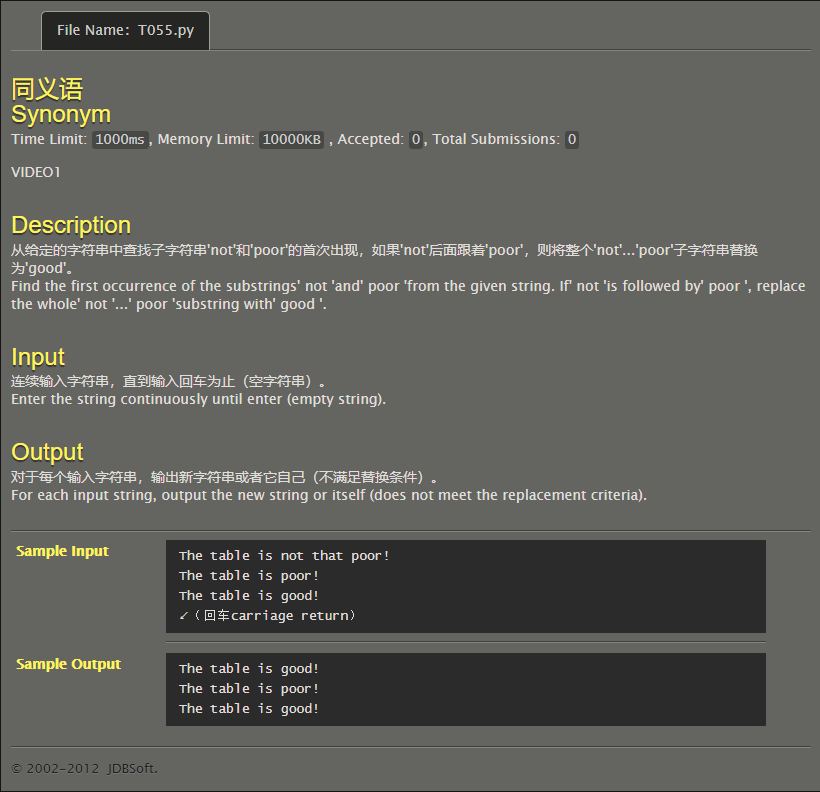 File Name: T055.py
同义语
Synonym
Time Limit: 1000ms, Memory Limit: 10000KB , Accepted: 0, Total Submissions: 0
VIDEO1
Description
从给定的字符串中查找子字符串'not'和'poor'的首次出现，如果'not'后面跟着'poor'，则将整个'not'...'poor'子字符串替换
为'good'。
Find the first occurrence of the substrings' not 'and' poor 'from the given string. If' not 'is followed by' poor ', replace
the whole' not '...' poor 'substring with' good '.
Input
连续输入字符串，直到输入回车为止（空字符串）。
Enter the string continuously until enter (empty string).
Output
对于每个输入字符串，输出新字符串或者它自己（不满足替换条件）。
For each input string, output the new string or itself (does not meet the replacement criteria).
Sample Input
The table is not that poor!
The table is poor!
The table is good!
↙（回车carriage return）
Sample Output
The table is good!
The table is poor!
The table is good!
© 2002-2012 JDBSoft.